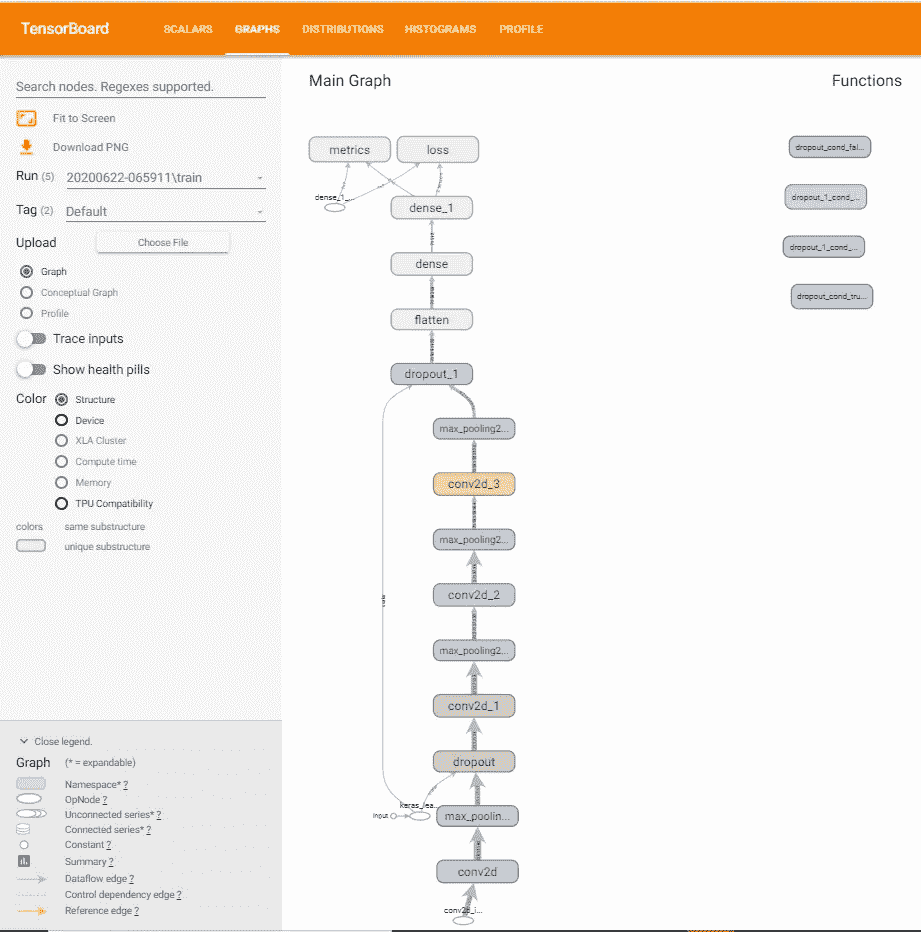 TensorBoard
SCALARS GRAPHS DISTRIBUTIONS HISTOGRAMS PROFILE
Search nodes. Regexes supported.
Fit to Screen
Download PNG
Run (5) 20200622-065911\train
Tag (2) Default
Upload Choose File
Graph
Conceptual Graph
Profile
Trace inputs
Show health pills
Color Structure
Device
XLA Cluster
Compute time
Memory
TPU Compatibility
colors same substructure
unique substructure
Close legend.
Graph (* = expandable)
Namespace* ?
OpNode ?
Unconnected series* ?
Connected series* ?
Constant ?
Summary ?
Dataflow edge ?
Control dependency edge ?
Reference edge ?
Main Graph
metrics loss
dense_1_...
dense_1
dense
flatten
dropout_1
max_pooling2...
conv2d_3
max_pooling2...
conv2d_2
max_pooling2...
conv2d_1
dropout
keras_lea...
input
max_poolin...
conv2d
conv2d_i...
Functions
dropout_cond_fal...
dropout_1_cond_...
dropout_1_cond_...
dropout_cond_tru...